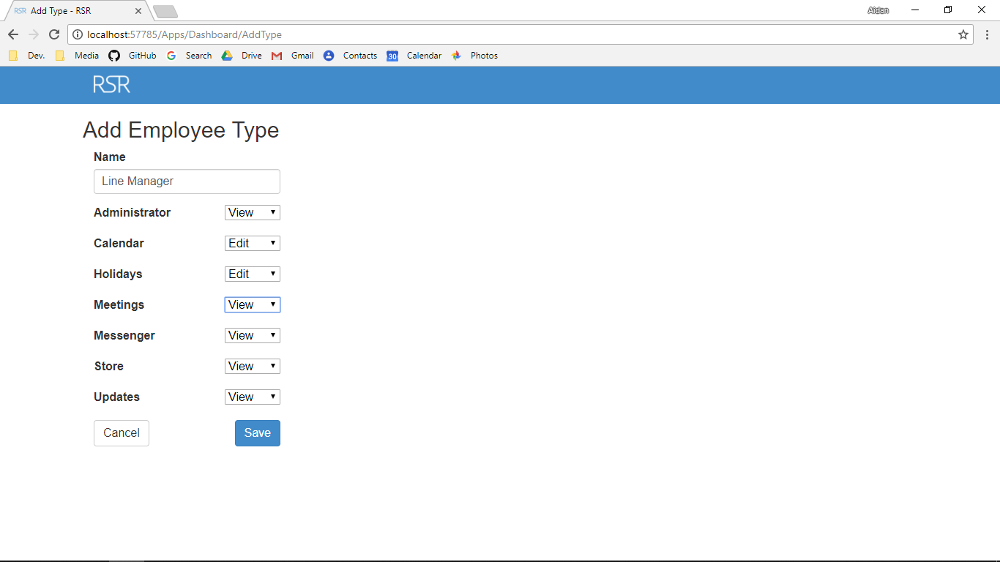 RSR Add Type - RSR
Aidan
localhost:57785/Apps/Dashboard/AddType
Dev. Media GitHub G Search Drive Gmail Contacts 30 Calendar Photos
RSR
Add Employee Type
Name
Line Manager
Administrator View
Calendar Edit
Holidays Edit
Meetings View
Messenger View
Store View
Updates View
Cancel Save